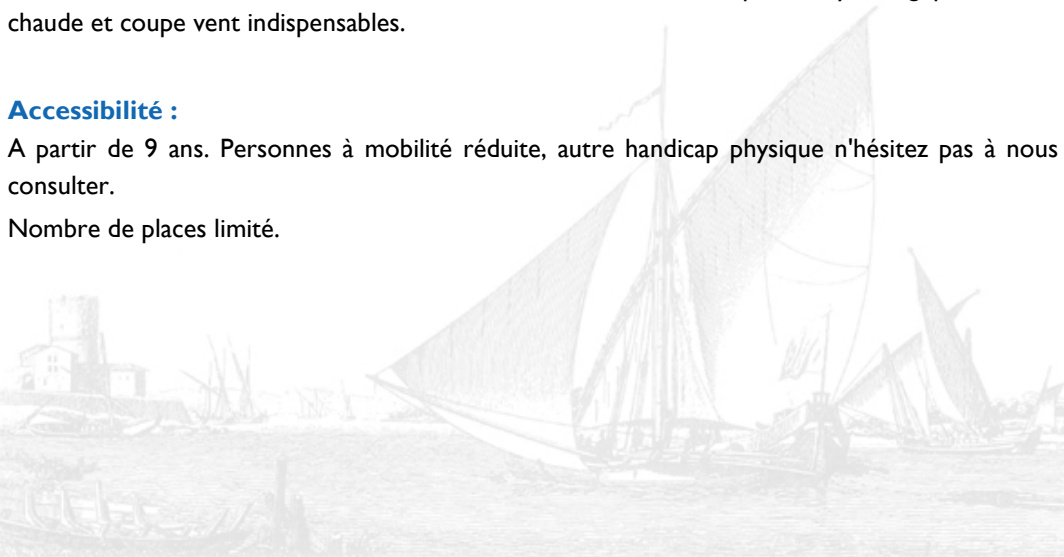 chaude et coupe vent indispensables.
Accessibilité :
A partir de 9 ans. Personnes à mobilité réduite, autre handicap physique n'hésitez pas à nous
consulter.
Nombre de places limité.